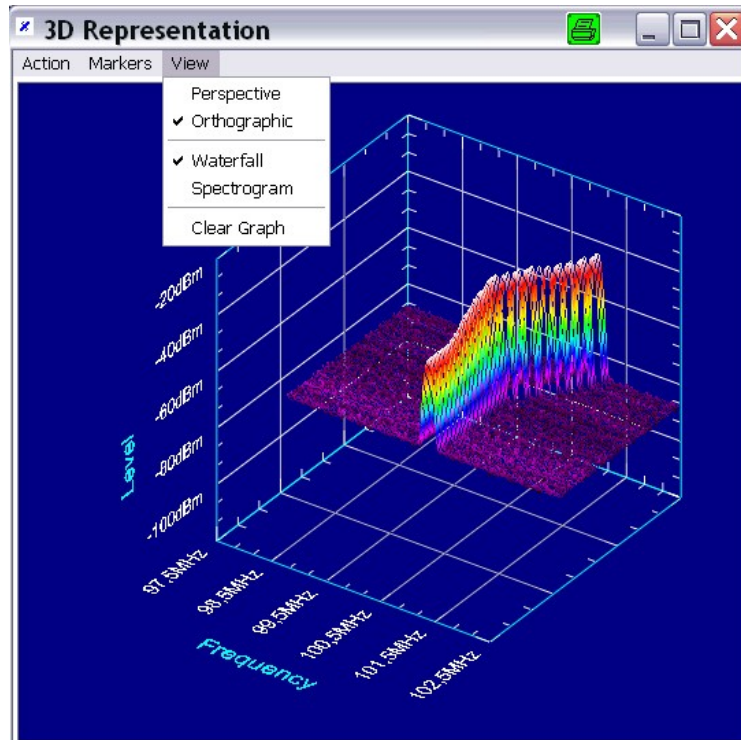 3D Representation
Action Markers View
Perspective
Orthographic
Waterfall
Spectrogram
Clear Graph
-20dBm
-40dBm
-60dBm
-80dBm
-100dBm
Level
97,5MHz
98,5MHz
99,5MHz
100,5MHz
101,5MHz
102,5MHz
Frequency